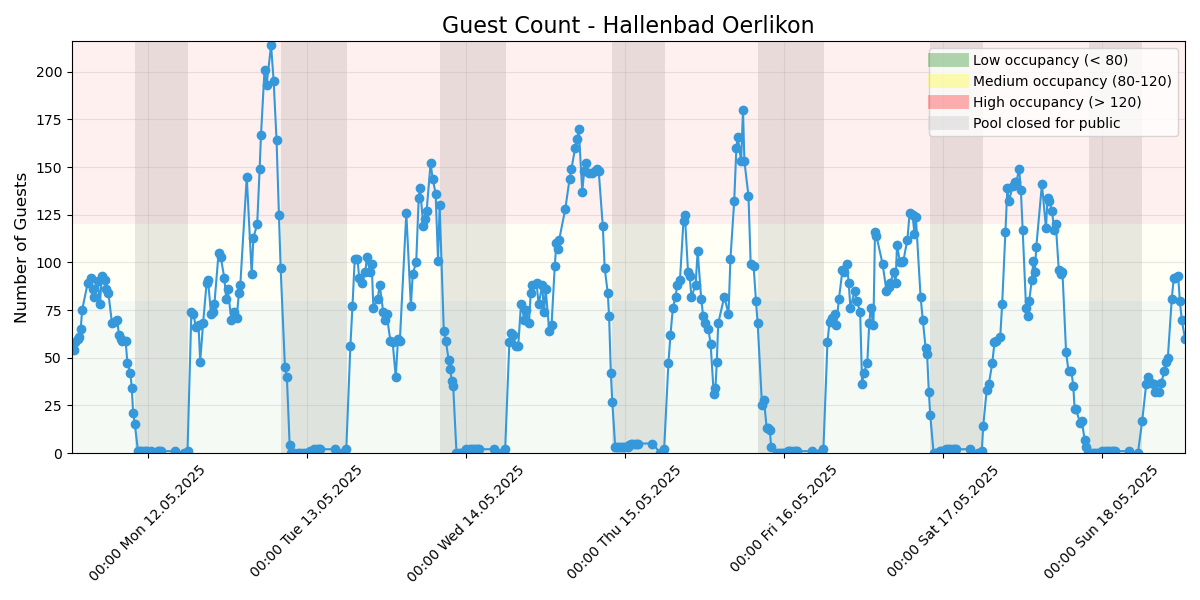 Guest Count - Hallenbad Oerlikon
Number of Guests
200
175
150
125
100
75
50
25
0
Low occupancy (< 80)
Medium occupancy (80-120)
High occupancy (> 120)
Pool closed for public
00:00 Mon 12.05.2025
00:00 Tue 13.05.2025
00:00 Wed 14.05.2025
00:00 Thu 15.05.2025
00:00 Fri 16.05.2025
00:00 Sat 17.05.2025
00:00 Sun 18.05.2025